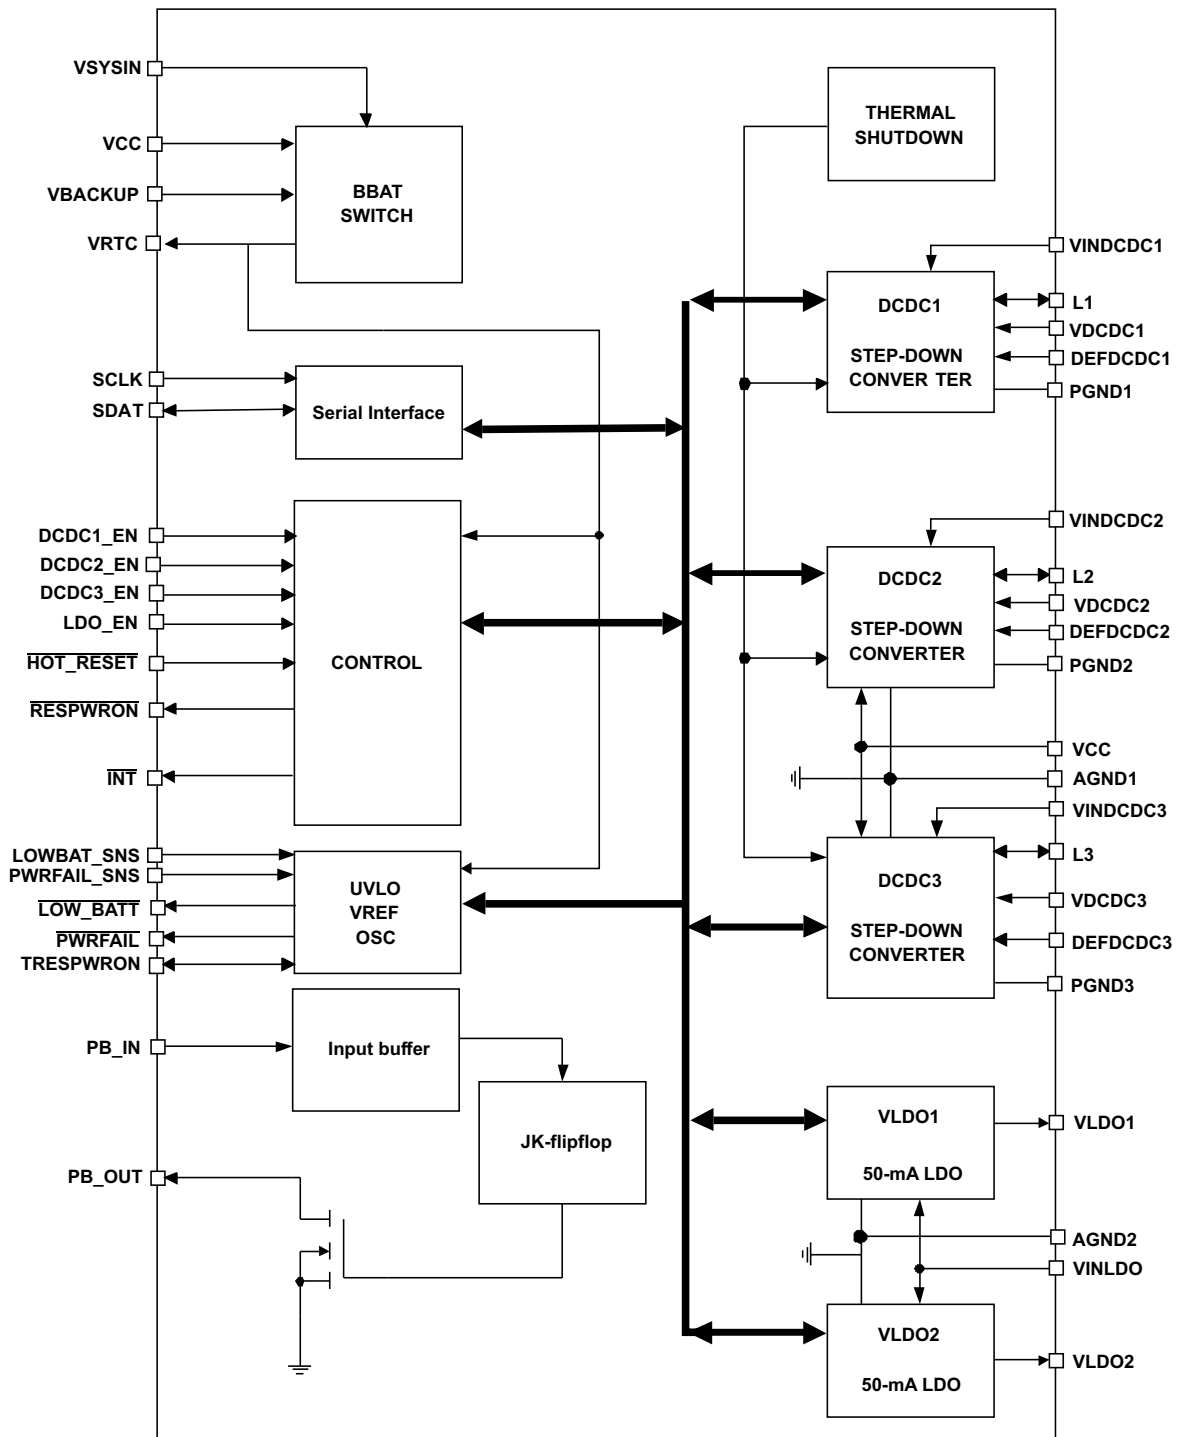 VSYSIN
VCC
VBACKUP
VRTC
BBAT
SWITCH
THERMAL
SHUTDOWN
SCLK
SDAT
Serial Interface
DCDC1_EN
DCDC2_EN
DCDC3_EN
LDO_EN
HOT_RESET
RESPWRON
INT
CONTROL
LOWBAT_SNS
PWRFAIL_SNS
LOW_BATT
PWRFAIL
TRESPWRON
UVLO
VREF
OSC
PB_IN
Input buffer
JK-flipflop
PB_OUT
VINDCDC1
DCDC1
STEP-DOWN
CONVER TER
L1
VDCDC1
DEFDCDC1
PGND1
VINDCDC2
DCDC2
STEP-DOWN
CONVERTER
L2
VDCDC2
DEFDCDC2
PGND2
VCC
AGND1
VINDCDC3
DCDC3
STEP-DOWN
CONVERTER
L3
VDCDC3
DEFDCDC3
PGND3
VLDO1
50-mA LDO
VLDO1
AGND2
VINLDO
VLDO2
50-mA LDO
VLDO2